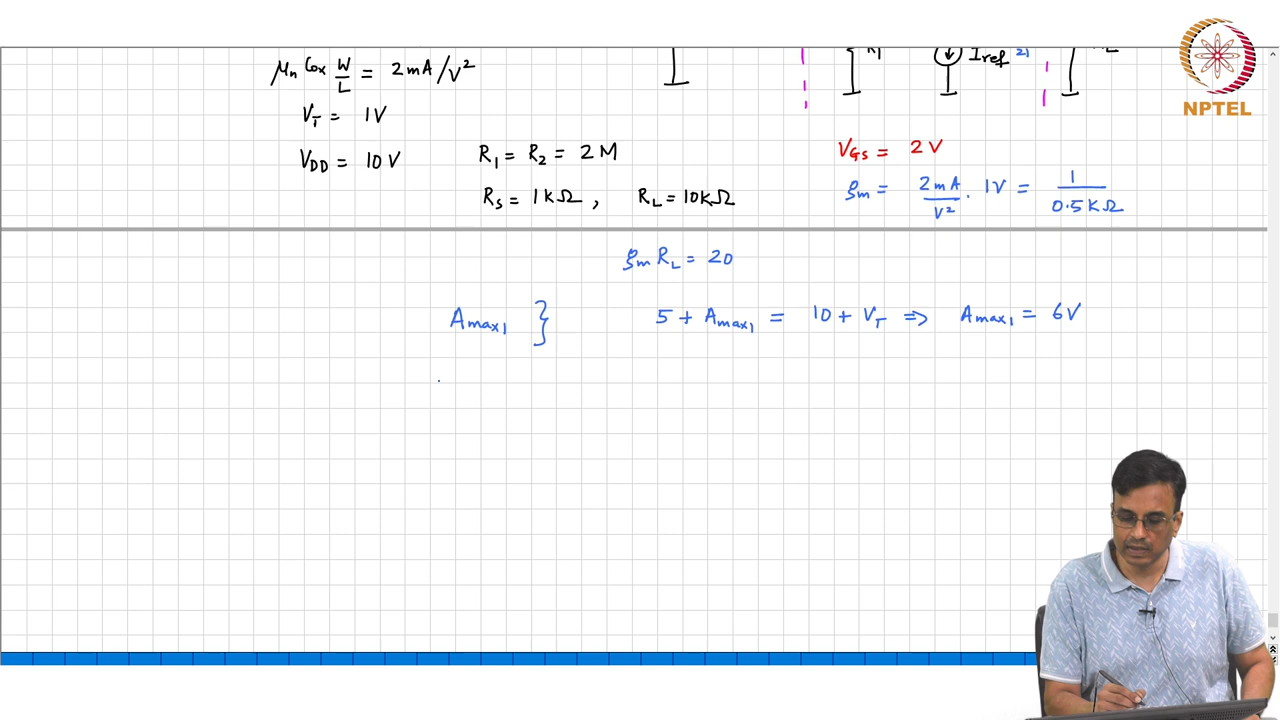 R1 Iref 21
μn Cox W/L = 2 mA/V²
VT = 1V
VDD = 10 V
R1 = R2 = 2 M
RS = 1 KΩ , RL = 10 KΩ
VGS = 2 V
gm = 2 mA/V² . 1V = 1/0.5 KΩ
gm RL = 20
Amax1 } 5 + Amax1 = 10 + VT ⇒ Amax1 = 6V
NPTEL